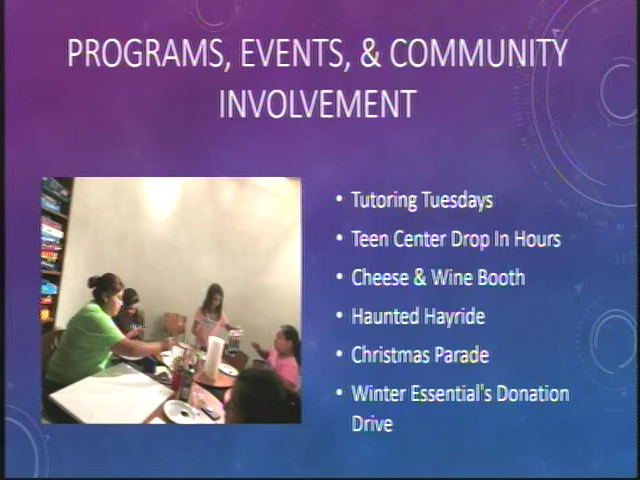 PROGRAMS, EVENTS, & COMMUNITY
INVOLVEMENT
• Tutoring Tuesdays
• Teen Center Drop In Hours
• Cheese & Wine Booth
• Haunted Hayride
• Christmas Parade
• Winter Essential's Donation
Drive